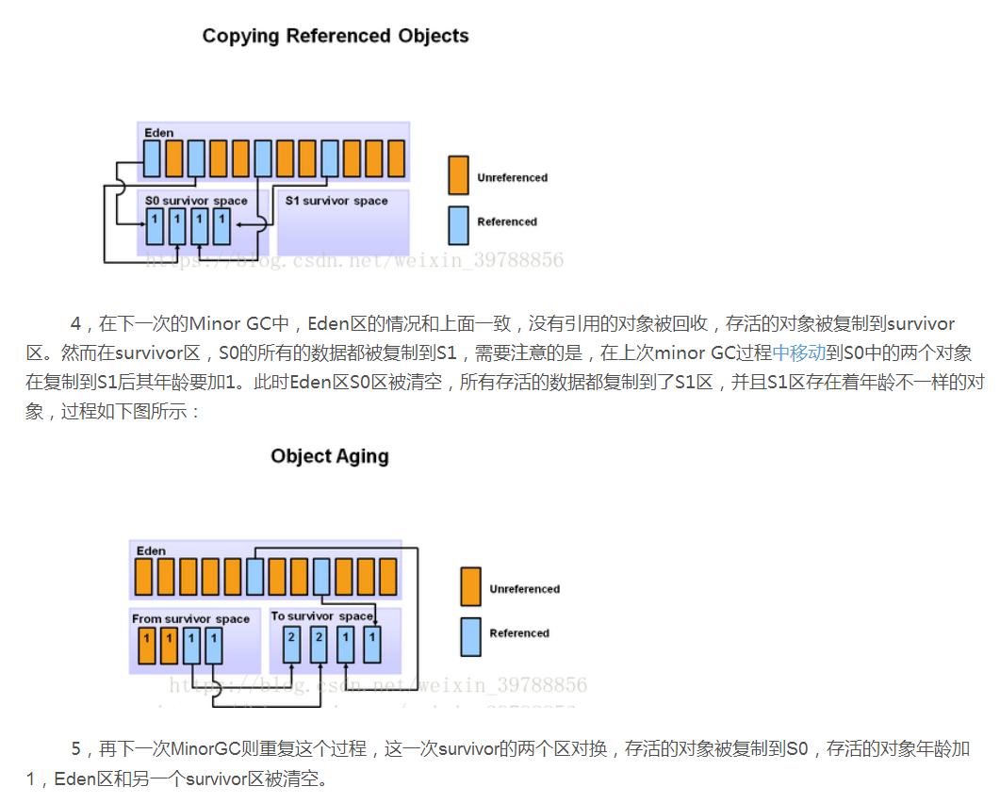 Copying Referenced Objects
Eden
Unreferenced
S0 survivor space
S1 survivor space
1 1 1 1
Referenced
https://blog.csdn.net/weixin_39788856
4，在下一次的Minor GC中，Eden区的情况和上面一致，没有引用的对象被回收，存活的对象被复制到survivor
区。然而在survivor区，S0的所有的数据都被复制到S1，需要注意的是，在上次minor GC过程中移动到S0中的两个对象
在复制到S1后其年龄要加1。此时Eden区S0区被清空，所有存活的数据都复制到了S1区，并且S1区存在着年龄不一样的对
象，过程如下图所示：
Object Aging
Eden
Unreferenced
From survivor space
To survivor space
1 1 1 1
2 2 1 1
Referenced
https://blog.csdn.net/weixin_39788856
5，再下一次MinorGC则重复这个过程，这一次survivor的两个区对换，存活的对象被复制到S0，存活的对象年龄加
1，Eden区和另一个survivor区被清空。